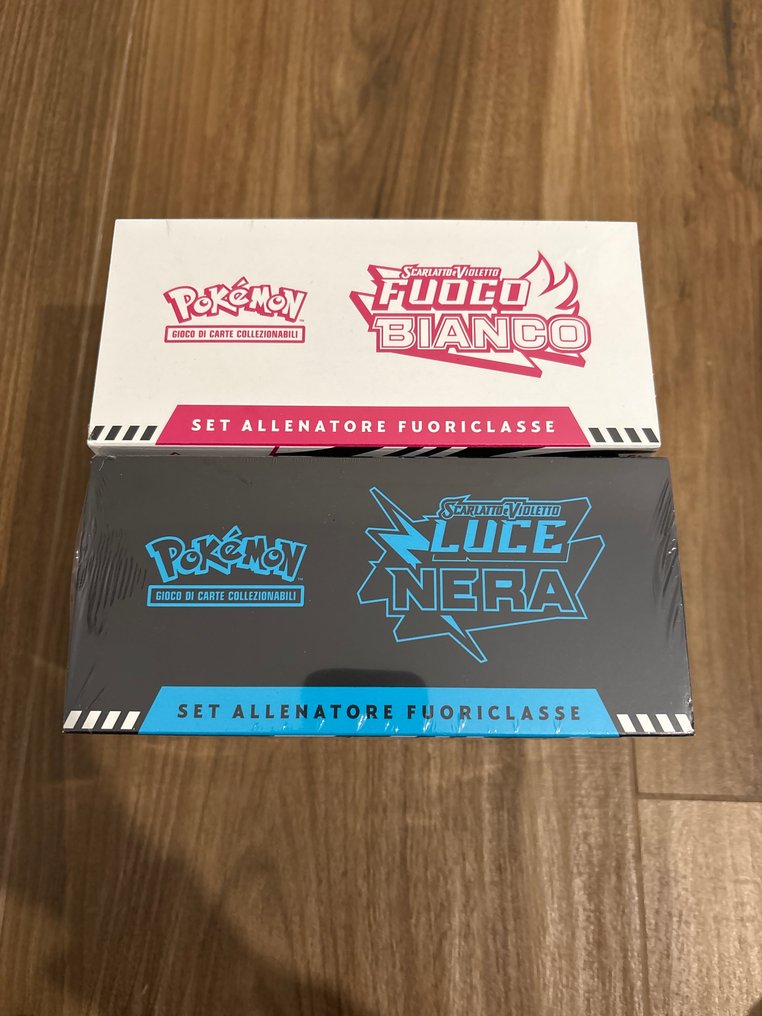 Pokémon
GIOCO DI CARTE COLLEZIONABILI
SCARLATTO e VIOLETTO
FUOCO
BIANCO
SET ALLENATORE FUORICLASSE
Pokémon
GIOCO DI CARTE COLLEZIONABILI
SCARLATTO e VIOLETTO
LUCE
NERA
SET ALLENATORE FUORICLASSE